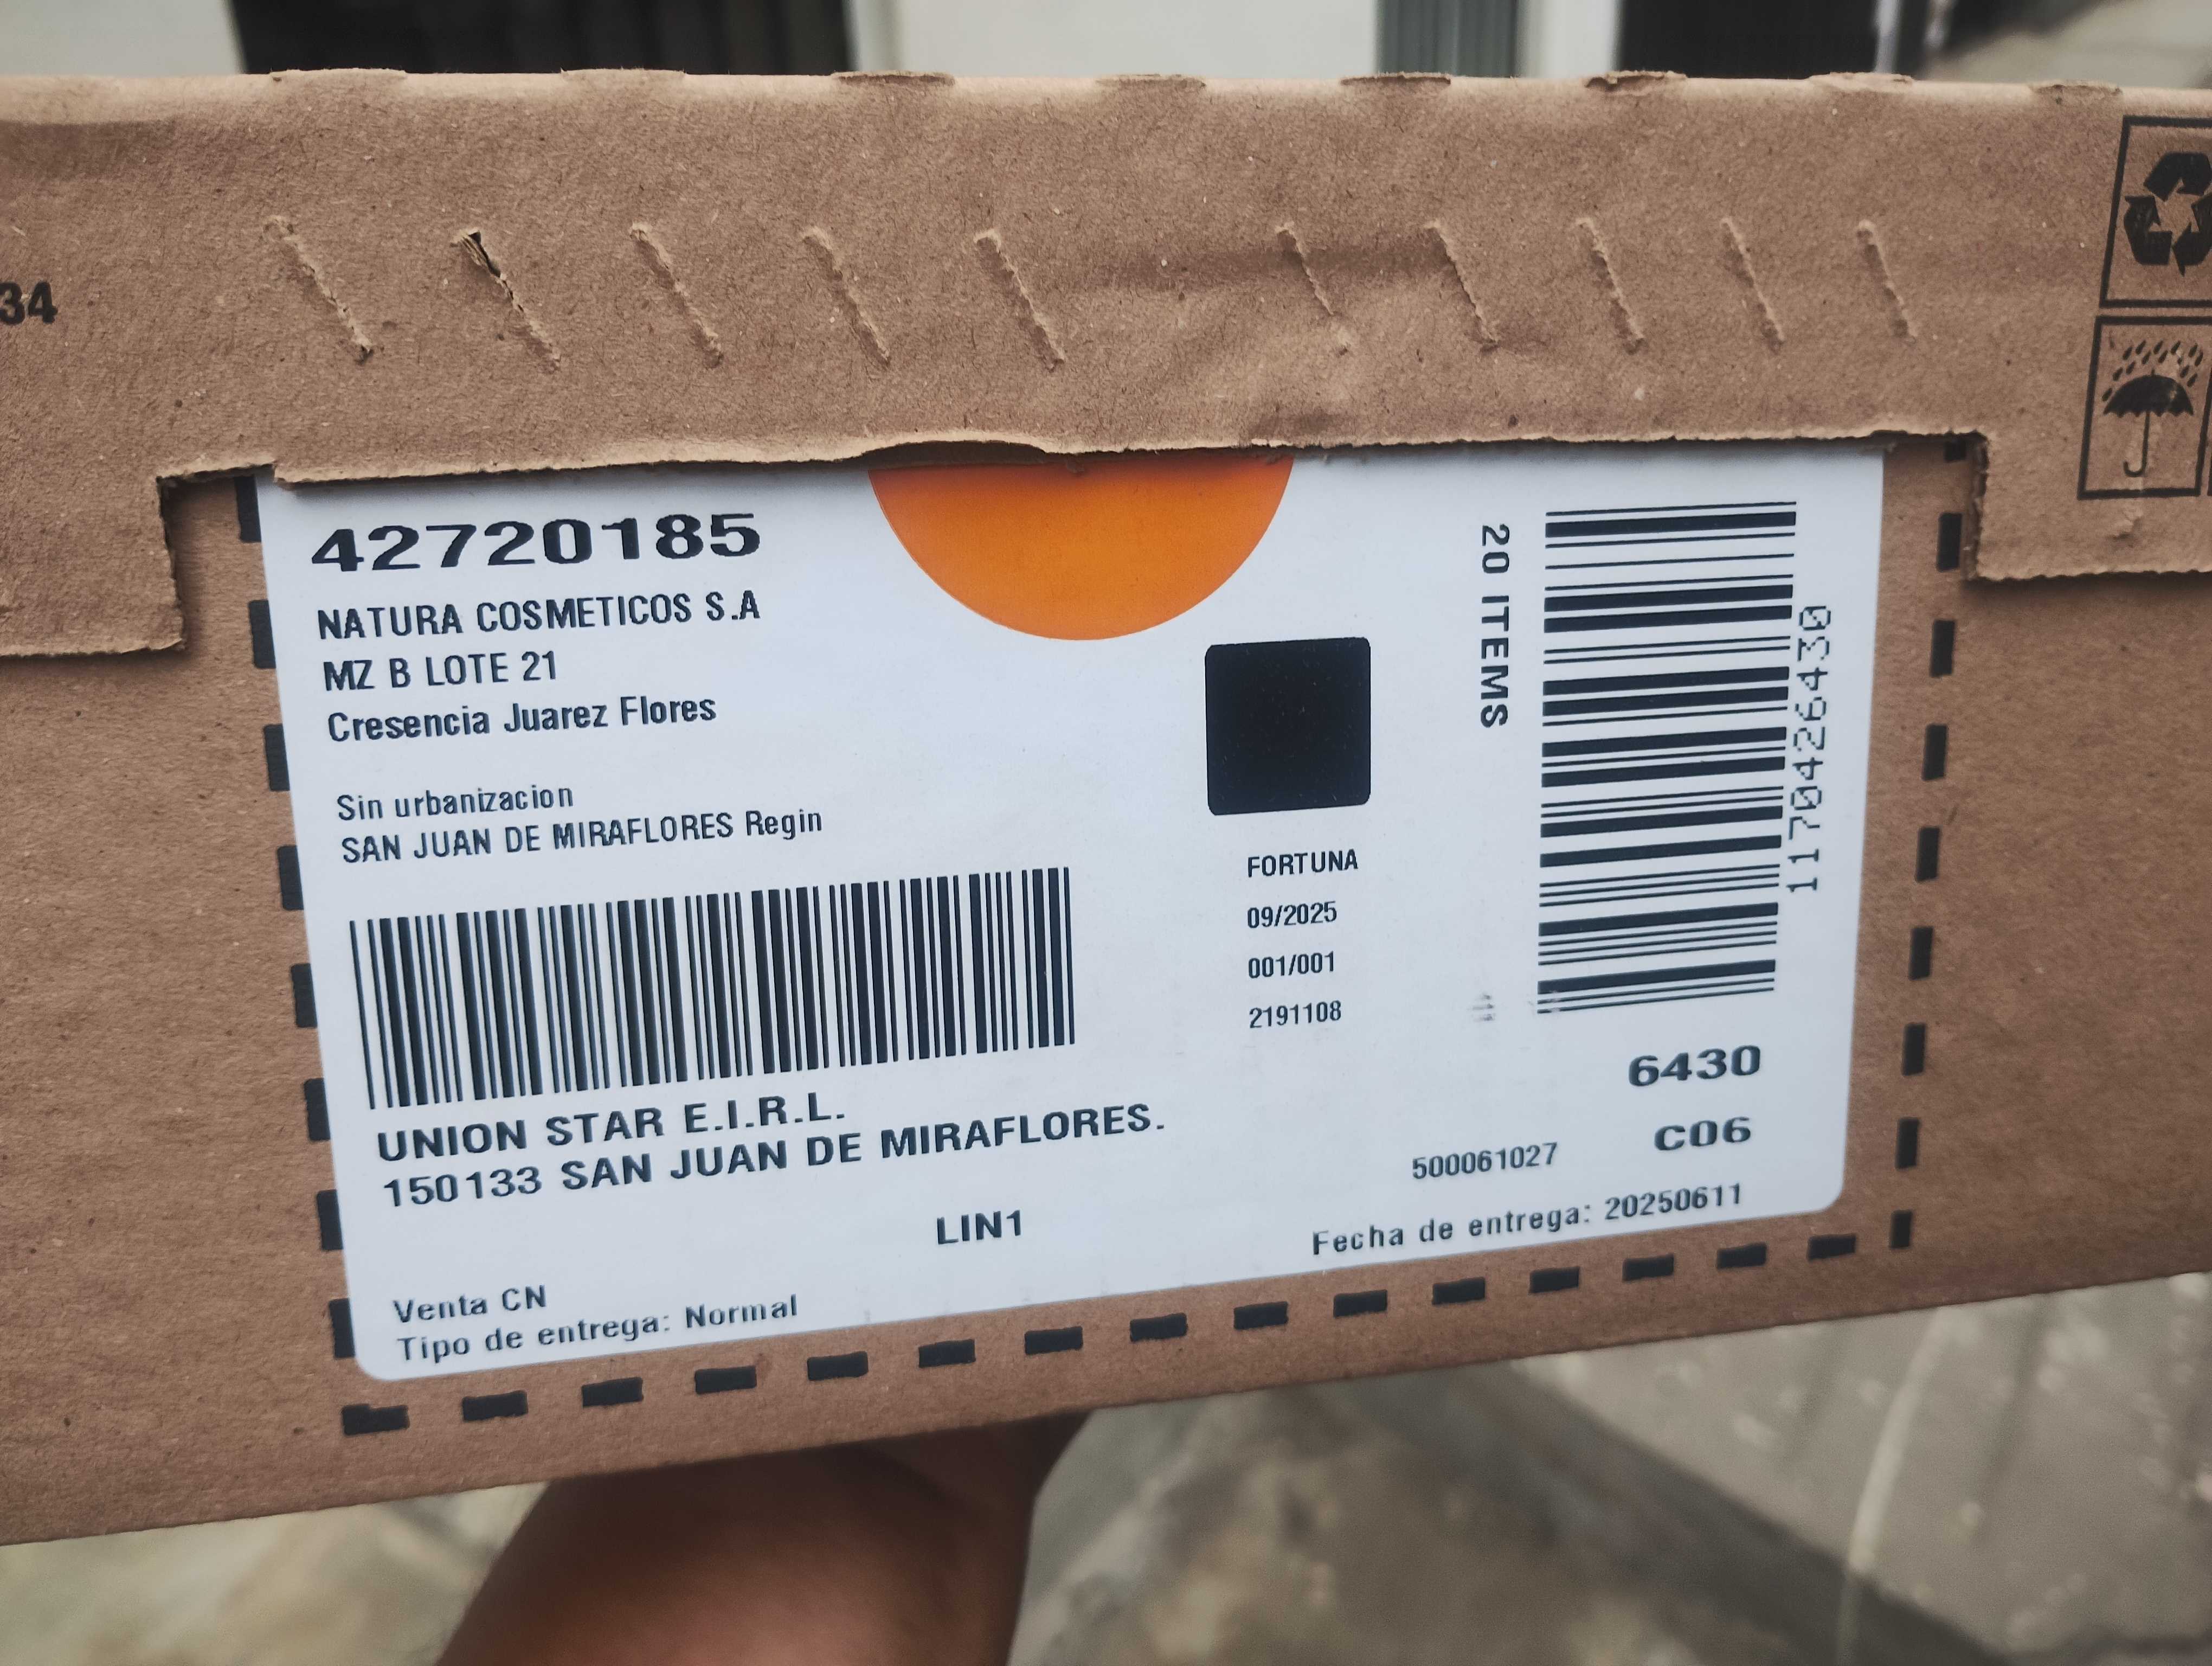 34
42720185
NATURA COSMETICOS S.A
MZ B LOTE 21
Cresencia Juarez Flores
Sin urbanizacion
SAN JUAN DE MIRAFLORES Regin
UNION STAR E.I.R.L.
150133 SAN JUAN DE MIRAFLORES.
LIN1
Venta CN
Tipo de entrega: Normal
FORTUNA
09/2025
001/001
2191108
20 ITEMS
1170426430
6430
C06
500061027
Fecha de entrega: 20250611